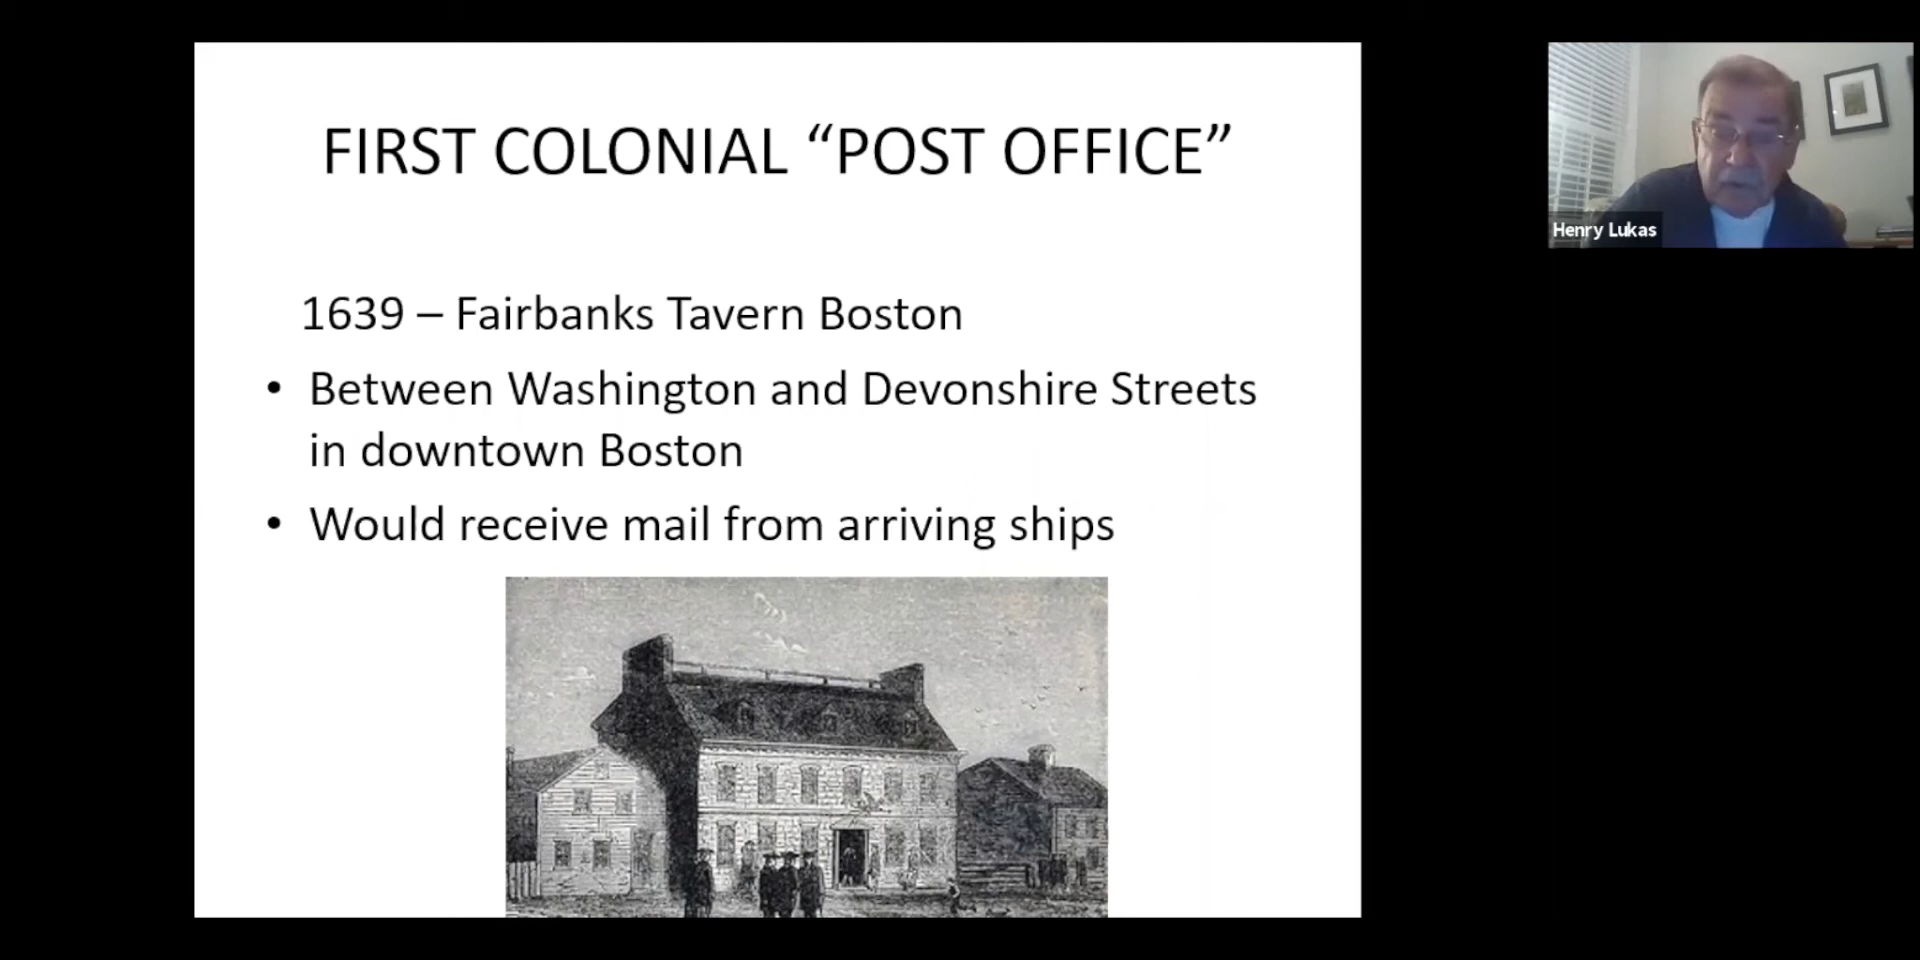 FIRST COLONIAL “POST OFFICE”
1639 – Fairbanks Tavern Boston
• Between Washington and Devonshire Streets
in downtown Boston
• Would receive mail from arriving ships
Henry Lukas